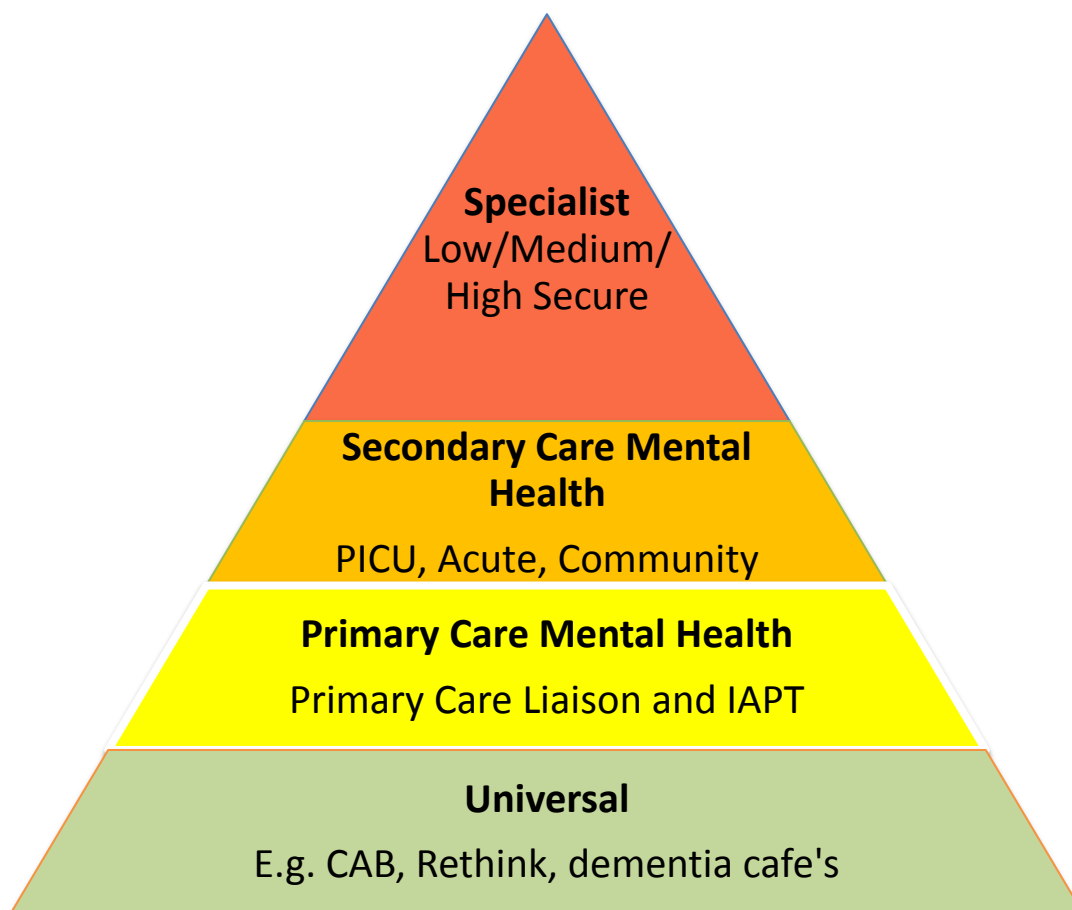 Specialist
Low/Medium/
High Secure
Secondary Care Mental
Health
PICU, Acute, Community
Primary Care Mental Health
Primary Care Liaison and IAPT
Universal
E.g. CAB, Rethink, dementia cafe's